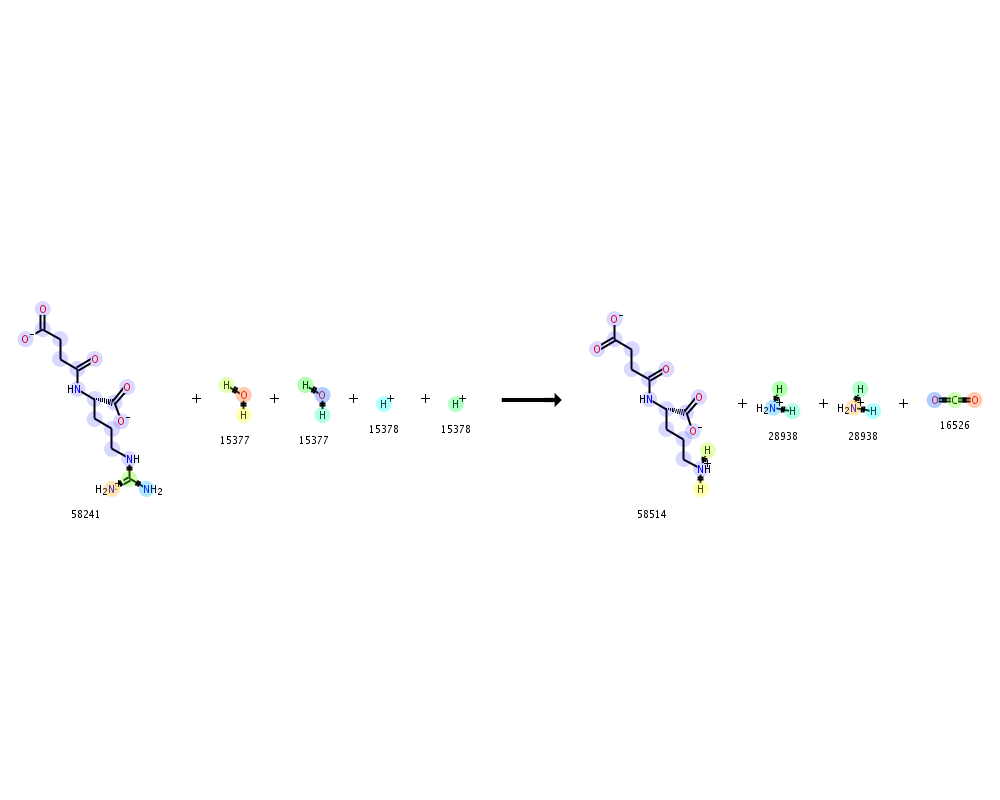 O
O⁻
O
HN
O
O⁻
NH
H₂N⁺
NH₂
58241
+
H
O
H
15377
+
H
O
H
15377
+
H⁺
15378
+
H⁺
15378
O⁻
O
O
HN
O
O⁻
H
NH⁺
H
58514
+
H
H₂N⁺
H
28938
+
H
H₂N⁺
H
28938
+
O
C
O
16526